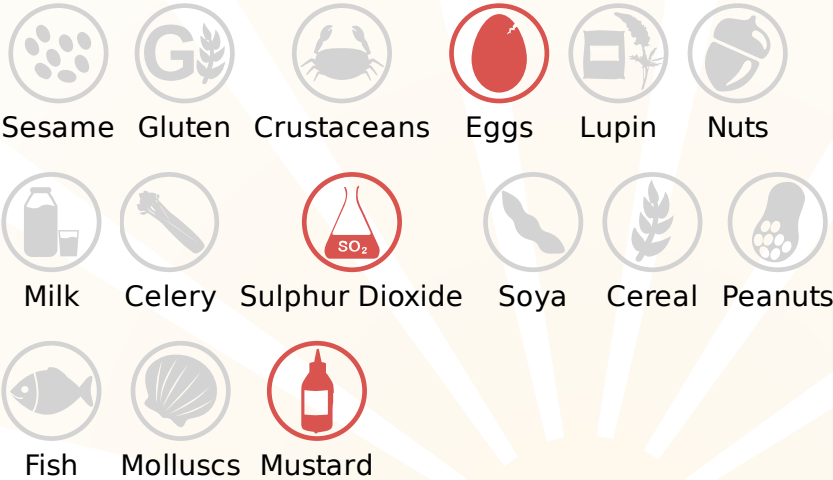 G
Sesame Gluten Crustaceans Eggs Lupin Nuts
SO₂
Milk Celery Sulphur Dioxide Soya Cereal Peanuts
Fish Molluscs Mustard